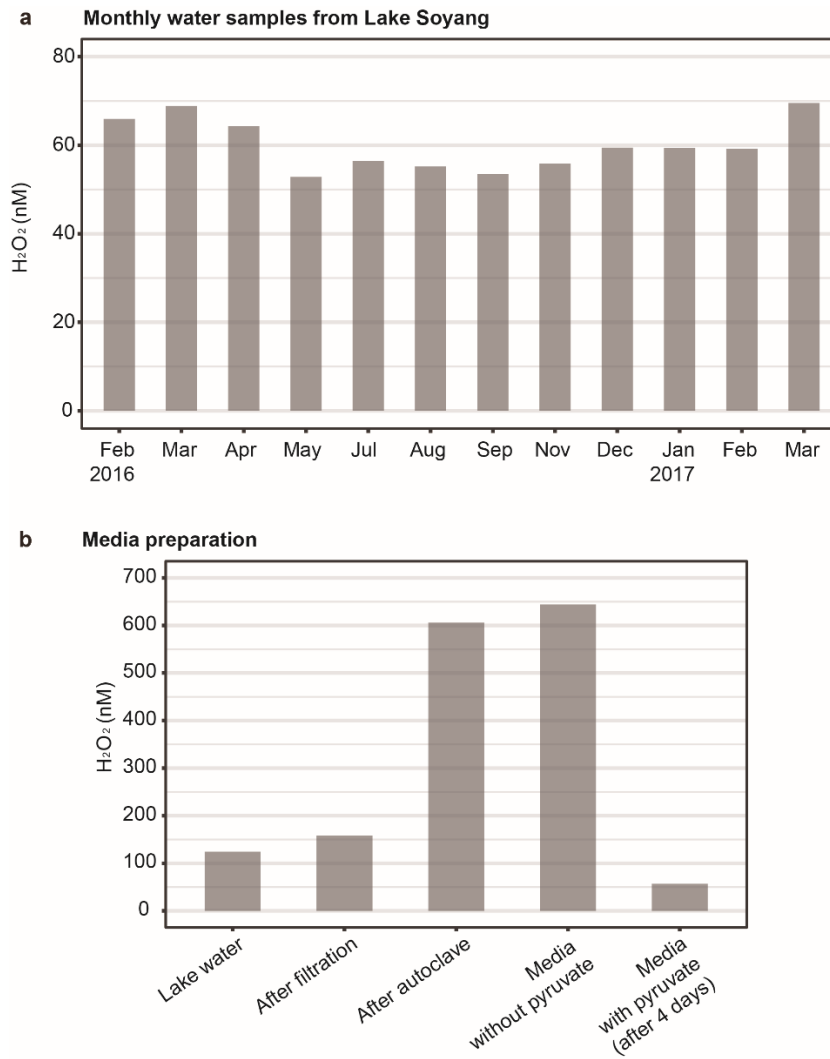 a Monthly water samples from Lake Soyang
H₂O₂ (nM)
80
60
40
20
0
Feb Mar Apr May Jul Aug Sep Nov Dec Jan Feb Mar
2016 2017
b Media preparation
H₂O₂ (nM)
700
600
500
400
300
200
100
0
Lake water
After filtration
After autoclave
Media
without pyruvate
Media
with pyruvate
(after 4 days)